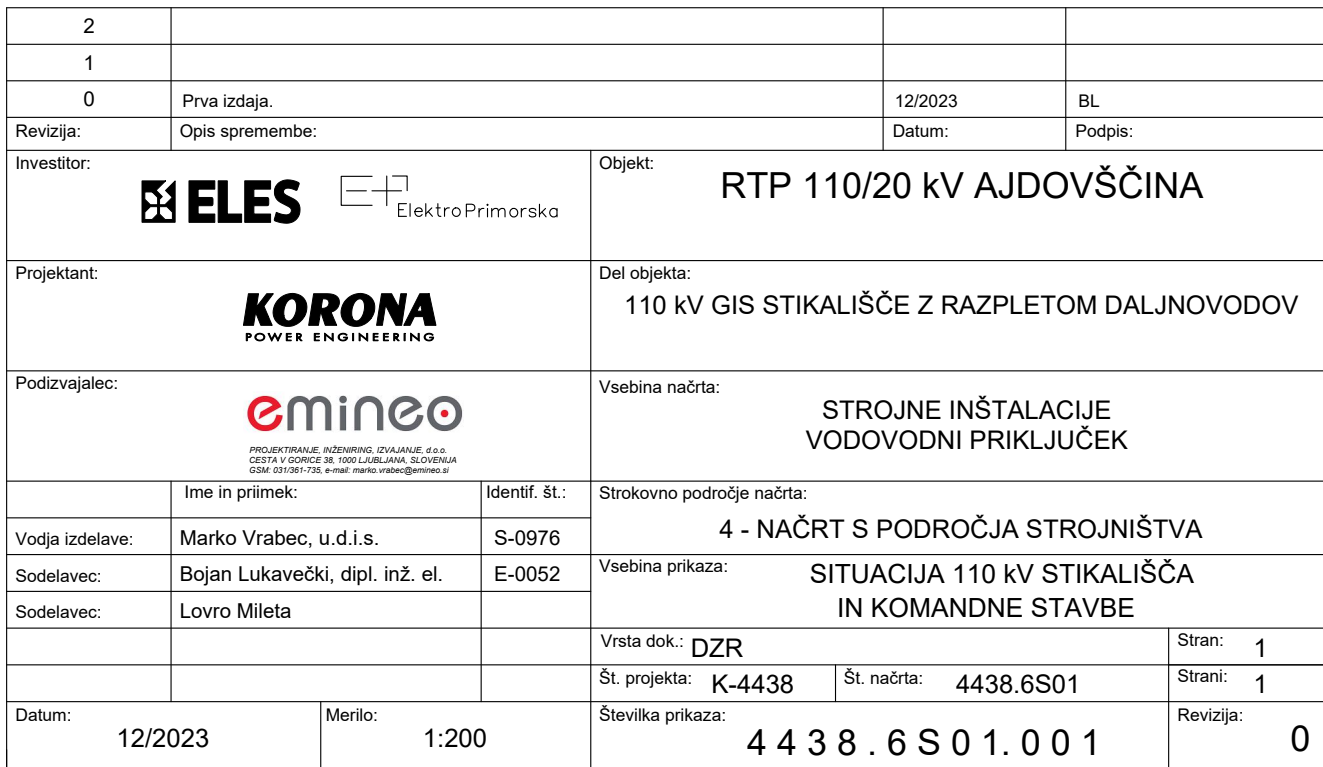 2
1
0 Prva izdaja. 12/2023 BL
Revizija: Opis spremembe: Datum: Podpis:
Investitor:
ELES
E+ ElektroPrimorska
Objekt:
RTP 110/20 kV AJDOVŠČINA
Projektant:
KORONA
POWER ENGINEERING
Del objekta:
110 kV GIS STIKALIŠČE Z RAZPLETOM DALJNOVODOV
Podizvajalec:
emineo
PROJEKTIRANJE, INŽENIRING, IZVAJANJE, d.o.o.
CESTA V GORICE 38, 1000 LJUBLJANA, SLOVENIJA
GSM: 031/361-735, e-mail: marko.vrabec@emineo.si
Vsebina načrta:
STROJNE INŠTALACIJE
VODOVODNI PRIKLJUČEK
Ime in priimek: Identif. št.:
Vodja izdelave: Marko Vrabec, u.d.i.s. S-0976
Sodelavec: Bojan Lukavečki, dipl. inž. el. E-0052
Sodelavec: Lovro Mileta
Strokovno področje načrta:
4 - NAČRT S PODROČJA STROJNIŠTVA
Vsebina prikaza:
SITUACIJA 110 kV STIKALIŠČA
IN KOMANDNE STAVBE
Vrsta dok.: DZR Stran: 1
Št. projekta: K-4438 Št. načrta: 4438.6S01 Strani: 1
Datum: 12/2023 Merilo: 1:200
Številka prikaza: 4438.6S01.001 Revizija: 0